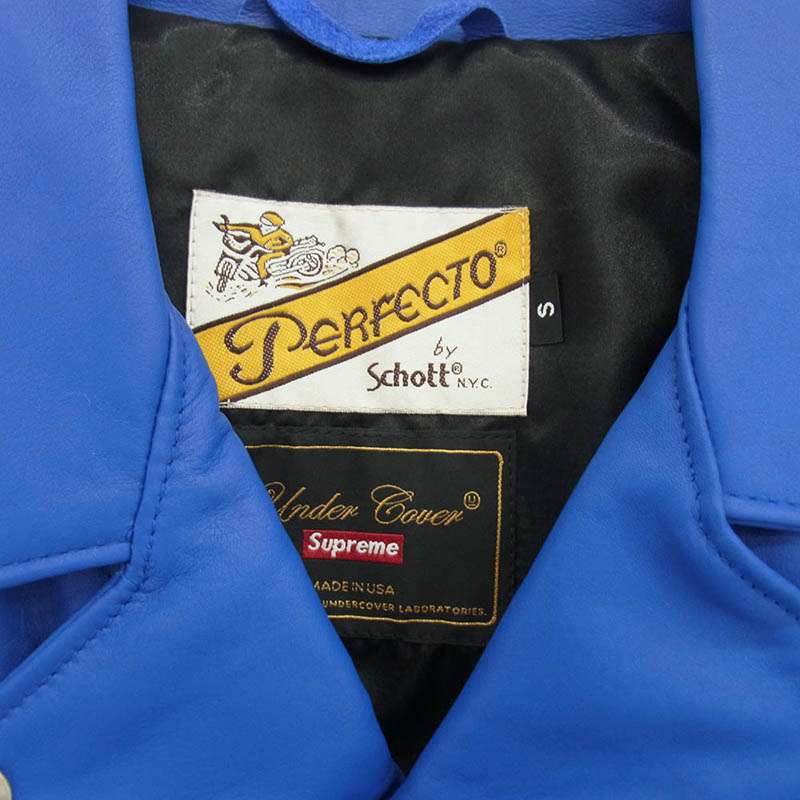 PERFECTO®
by
Schott® N.Y.C.
S
Under Cover
Supreme
MADE IN USA
UNDERCOVER LABORATORIES.